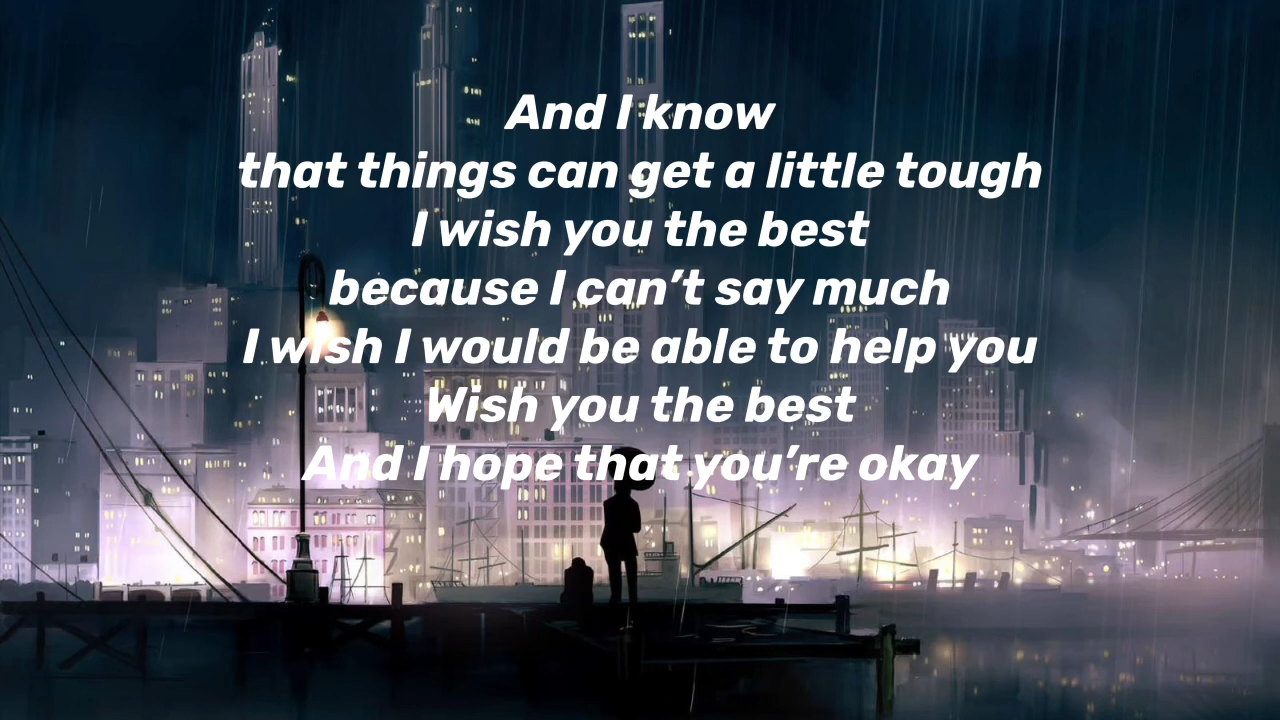 And I know
that things can get a little tough
I wish you the best
because I can’t say much
I wish I would be able to help you
Wish you the best
And I hope that you’re okay